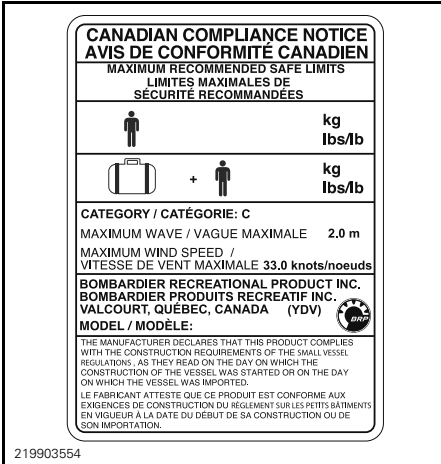 CANADIAN COMPLIANCE NOTICE
AVIS DE CONFORMITÉ CANADIEN
MAXIMUM RECOMMENDED SAFE LIMITS
LIMITES MAXIMALES DE
SÉCURITÉ RECOMMANDÉES
kg
lbs/lb
+
kg
lbs/lb
CATEGORY / CATÉGORIE: C
MAXIMUM WAVE / VAGUE MAXIMALE 2.0 m
MAXIMUM WIND SPEED /
VITESSE DE VENT MAXIMALE 33.0 knots/noeuds
BOMBARDIER RECREATIONAL PRODUCT INC.
BOMBARDIER PRODUITS RECREATIF INC.
VALCOURT, QUÉBEC, CANADA (YDV)
BRP
MODEL / MODÈLE:
THE MANUFACTURER DECLARES THAT THIS PRODUCT COMPLIES
WITH THE CONSTRUCTION REQUIREMENTS OF THE SMALL VESSEL
REGULATIONS , AS THEY READ ON THE DAY ON WHICH THE
CONSTRUCTION OF THE VESSEL WAS STARTED OR ON THE DAY
ON WHICH THE VESSEL WAS IMPORTED.
LE FABRICANT ATTESTE QUE CE PRODUIT EST CONFORME AUX
EXIGENCES DE CONSTRUCTION DU RÈGLEMENT SUR LES PETITS BÂTIMENTS
EN VIGUEUR À LA DATE DU DÉBUT DE SA CONSTRUCTION OU DE
SON IMPORTATION.
219903554